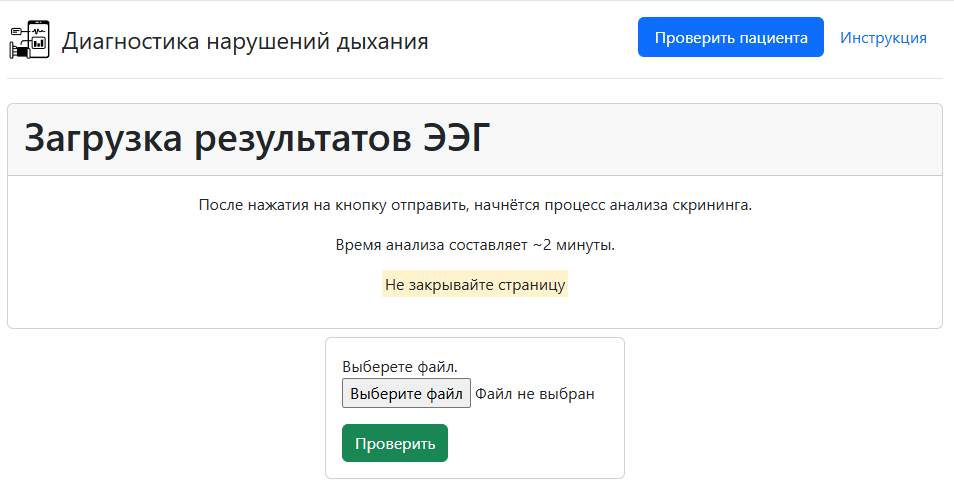 Диагностика нарушений дыхания
Проверить пациента
Инструкция
Загрузка результатов ЭЭГ
После нажатия на кнопку отправить, начнётся процесс анализа скрининга.
Время анализа составляет ~2 минуты.
Не закрывайте страницу
Выберете файл.
Выберите файл Файл не выбран
Проверить